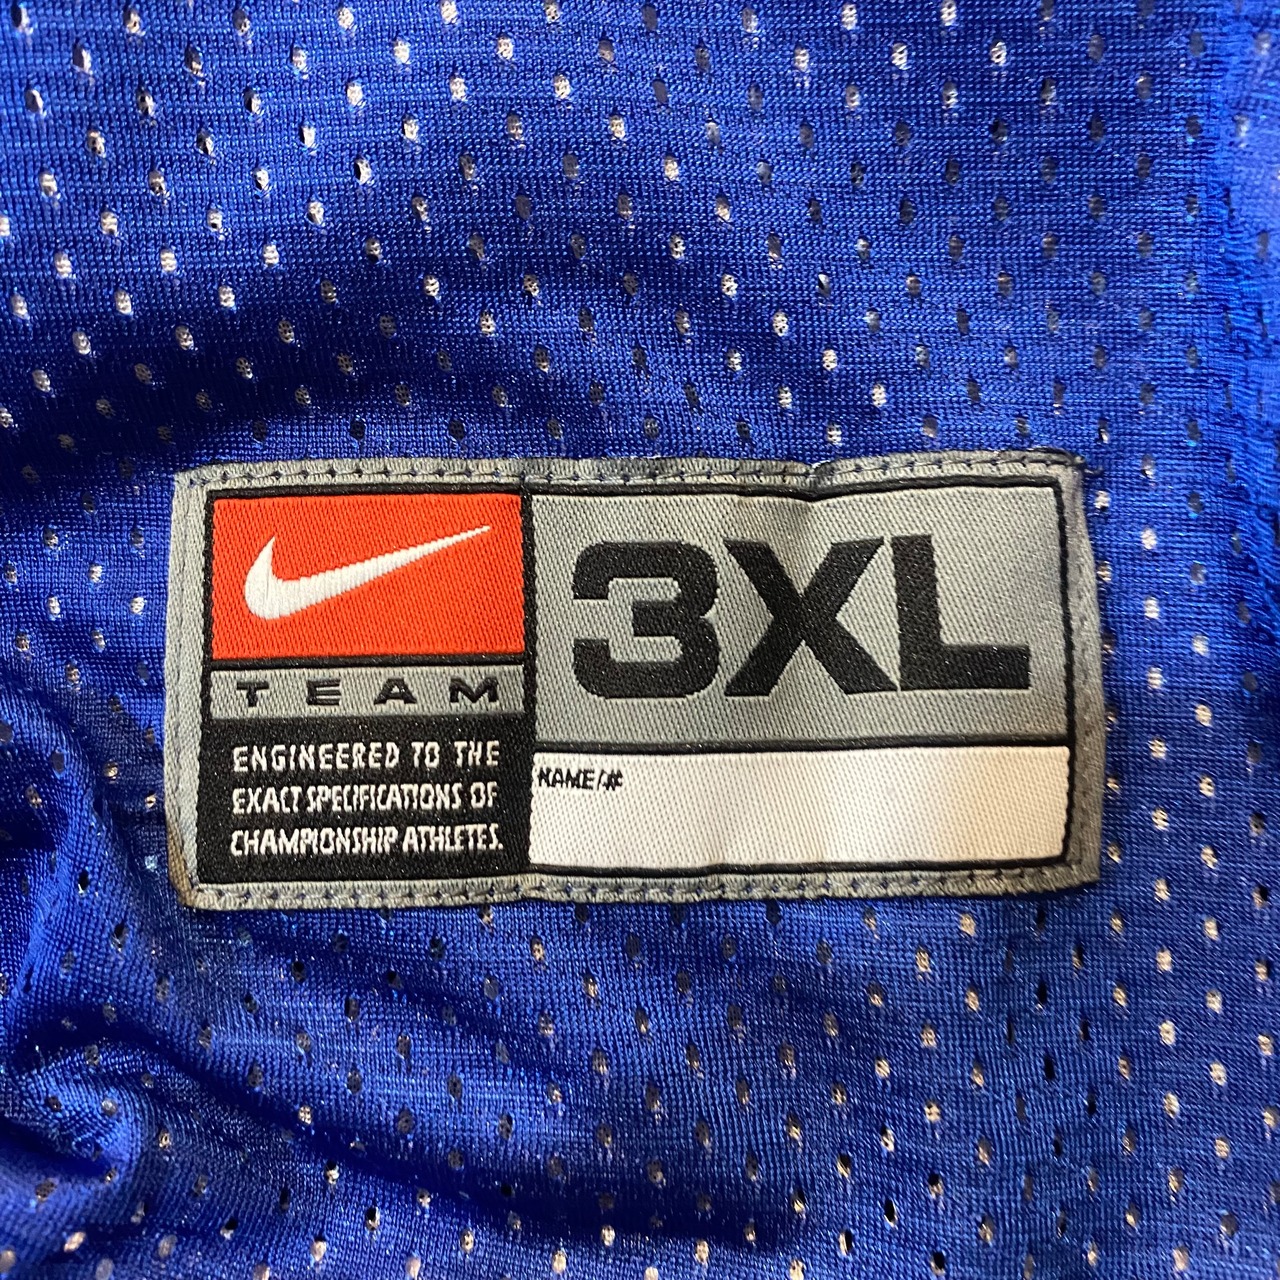 TEAM
ENGINEERED TO THE
EXACT SPECIFICATIONS OF
CHAMPIONSHIP ATHLETES.
3XL
NAME/#